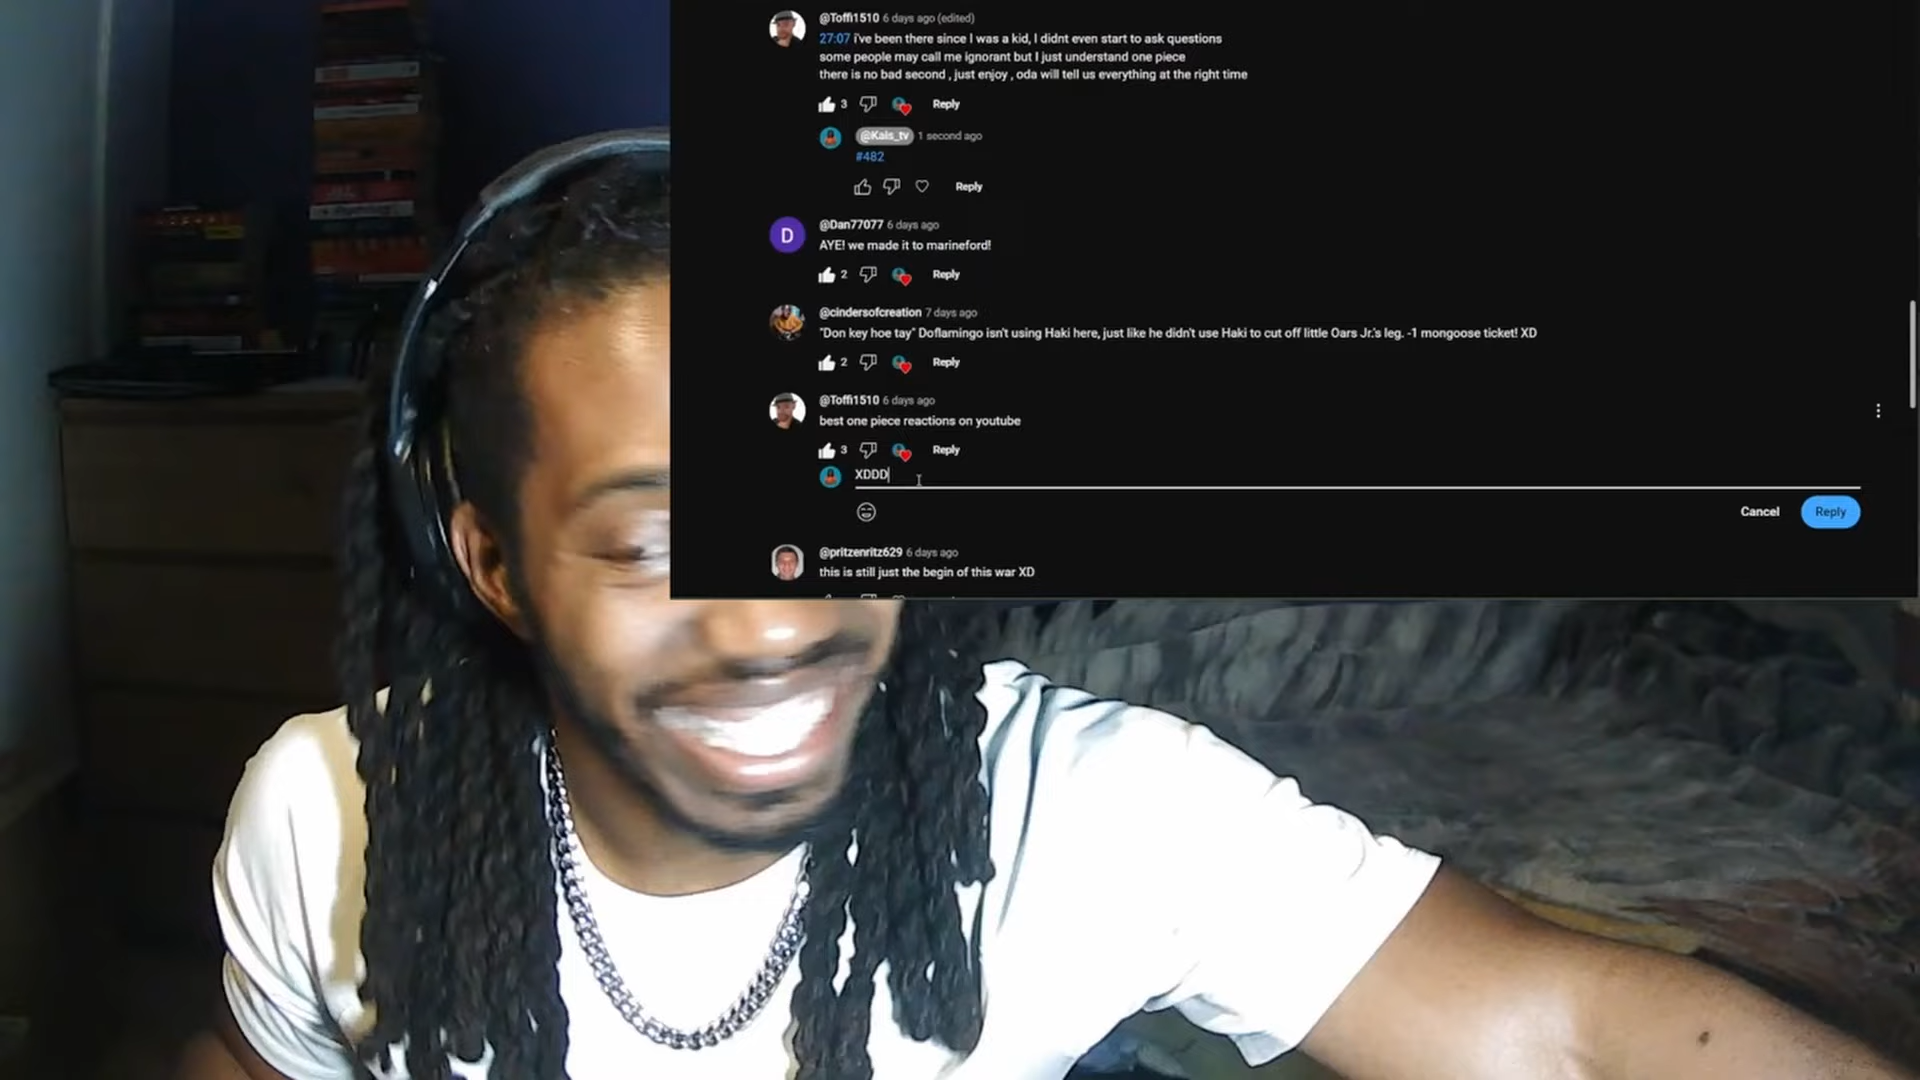 @Toffi1510 6 days ago (edited)
27:07 i've been there since I was a kid, I didnt even start to ask questions
some people may call me ignorant but I just understand one piece
there is no bad second , just enjoy , oda will tell us everything at the right time
3 Reply
@Kais_tv 1 second ago
#482
Reply
D
@Dan77077 6 days ago
AYE! we made it to marineford!
2 Reply
@cindersofcreation 7 days ago
"Don key hoe tay" Doflamingo isn't using Haki here, just like he didn't use Haki to cut off little Oars Jr.'s leg. -1 mongoose ticket! XD
2 Reply
@Toffi1510 6 days ago
best one piece reactions on youtube
3 Reply
XDDD
Cancel Reply
@pritzenritz629 6 days ago
this is still just the begin of this war XD